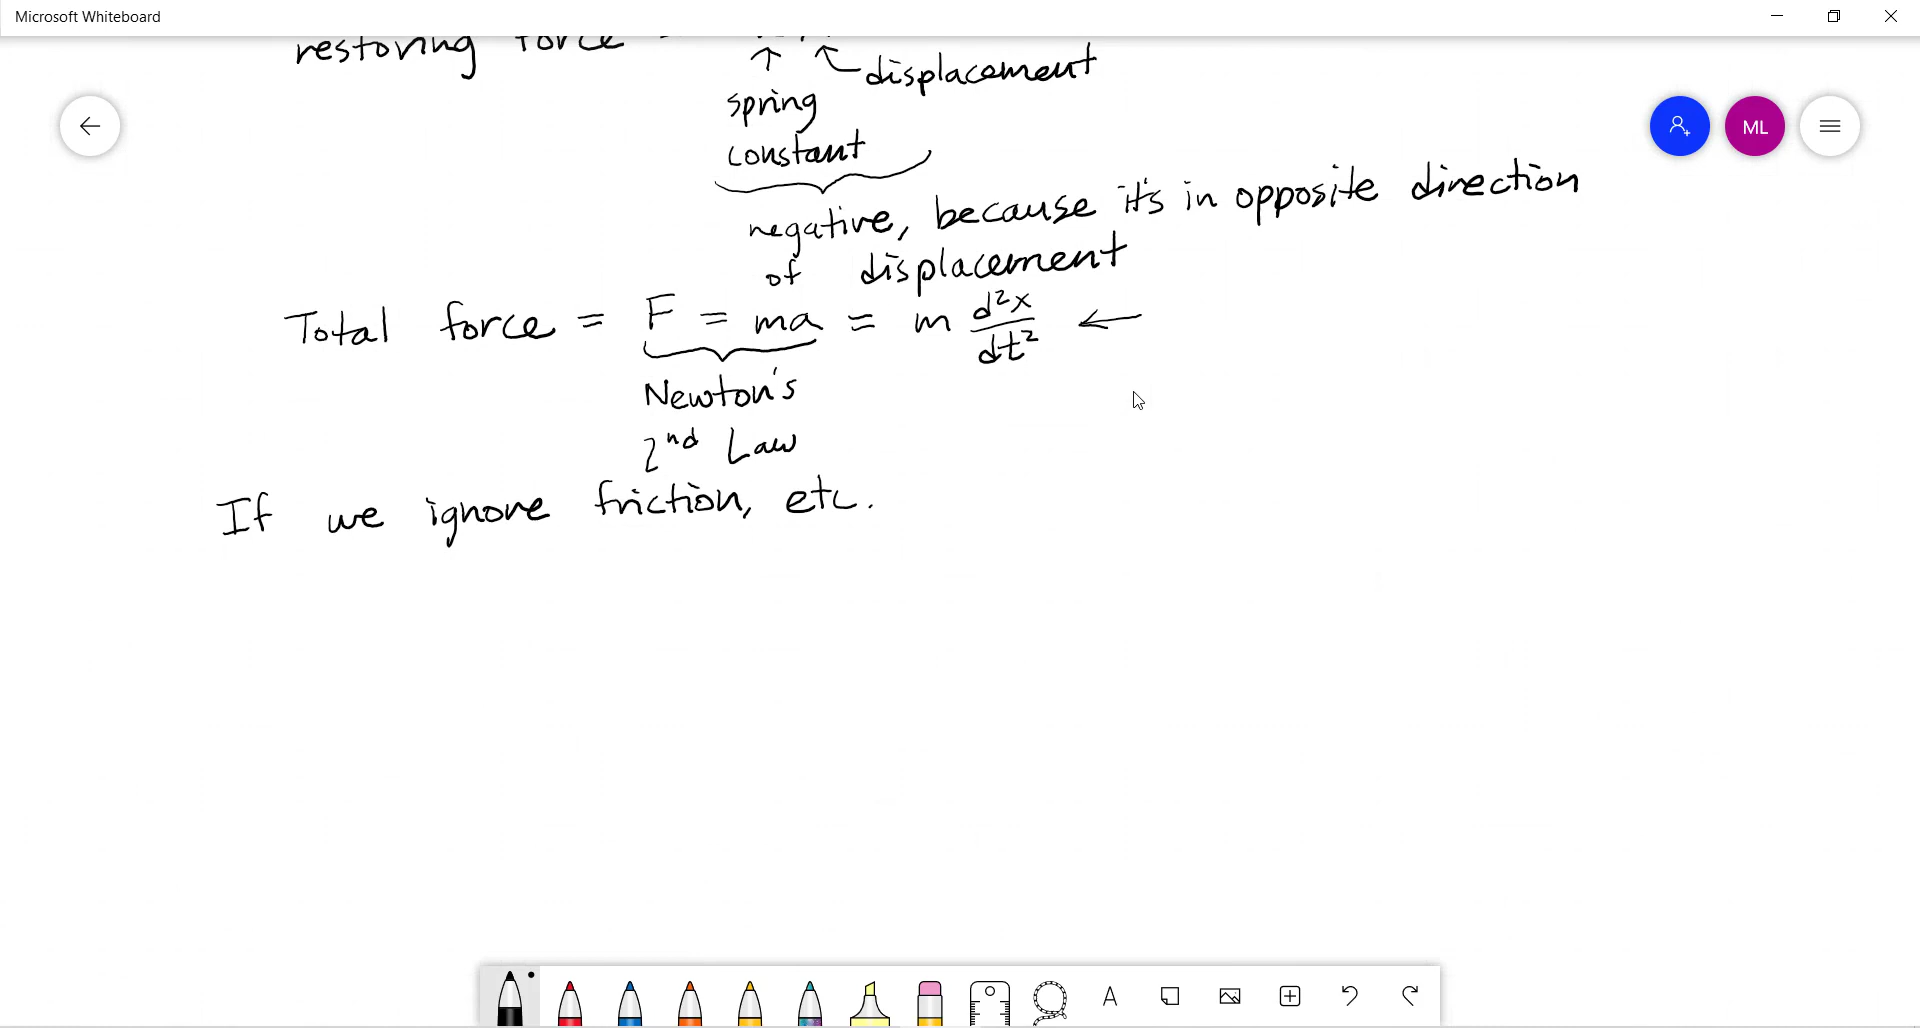 Microsoft Whiteboard
restoring force =
↑ displacement
spring
constant
ML
negative, because it's in opposite direction
of displacement
Total force = F = ma = m d²x/dt² ←
Newton's
2nd Law
If we ignore friction, etc.
A